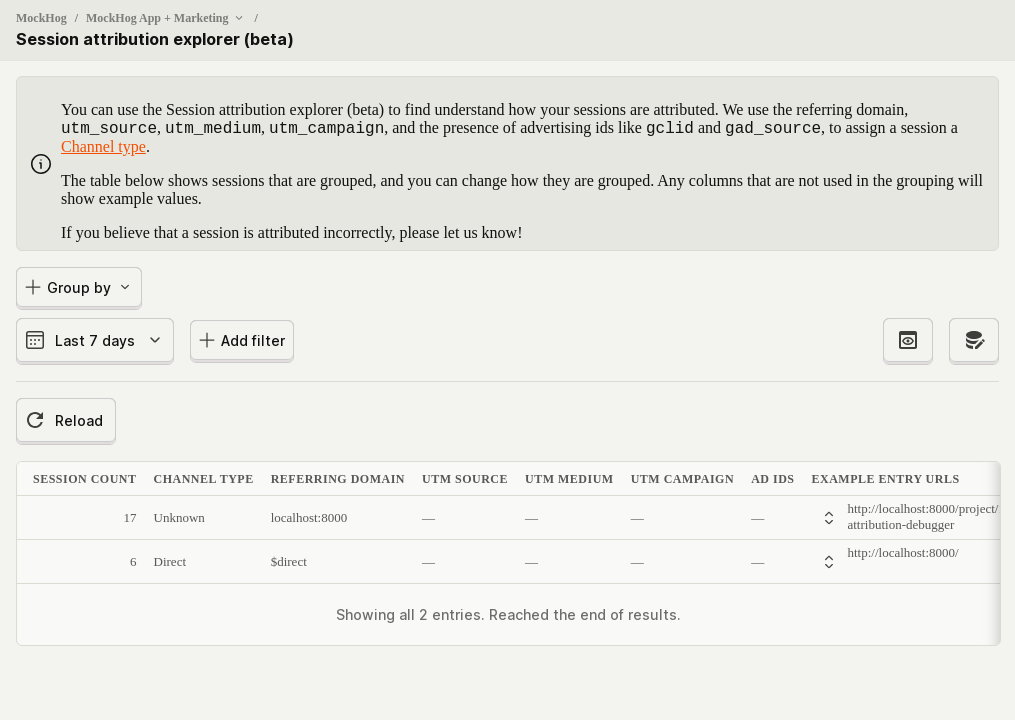 MockHog / MockHog App + Marketing /
Session attribution explorer (beta)
You can use the Session attribution explorer (beta) to find understand how your sessions are attributed. We use the referring domain,
utm_source, utm_medium, utm_campaign, and the presence of advertising ids like gclid and gad_source, to assign a session a
Channel type.
The table below shows sessions that are grouped, and you can change how they are grouped. Any columns that are not used in the grouping will
show example values.
If you believe that a session is attributed incorrectly, please let us know!
Group by
Last 7 days Add filter
Reload
SESSION COUNT CHANNEL TYPE REFERRING DOMAIN UTM SOURCE UTM MEDIUM UTM CAMPAIGN AD IDS EXAMPLE ENTRY URLS
17 Unknown localhost:8000 — — — — http://localhost:8000/project/
attribution-debugger
6 Direct $direct — — — — http://localhost:8000/
Showing all 2 entries. Reached the end of results.